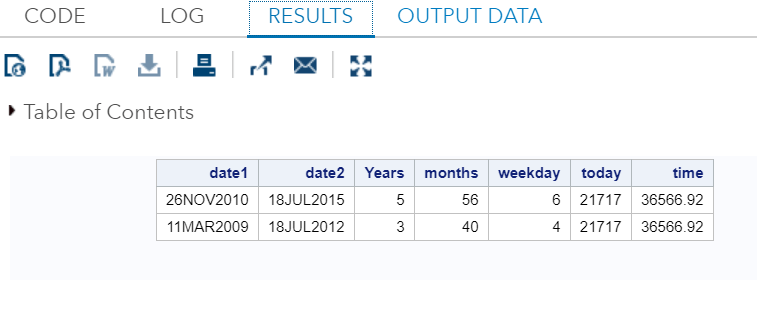 CODE LOG RESULTS OUTPUT DATA
Table of Contents
date1 date2 Years months weekday today time
26NOV2010 18JUL2015 5 56 6 21717 36566.92
11MAR2009 18JUL2012 3 40 4 21717 36566.92